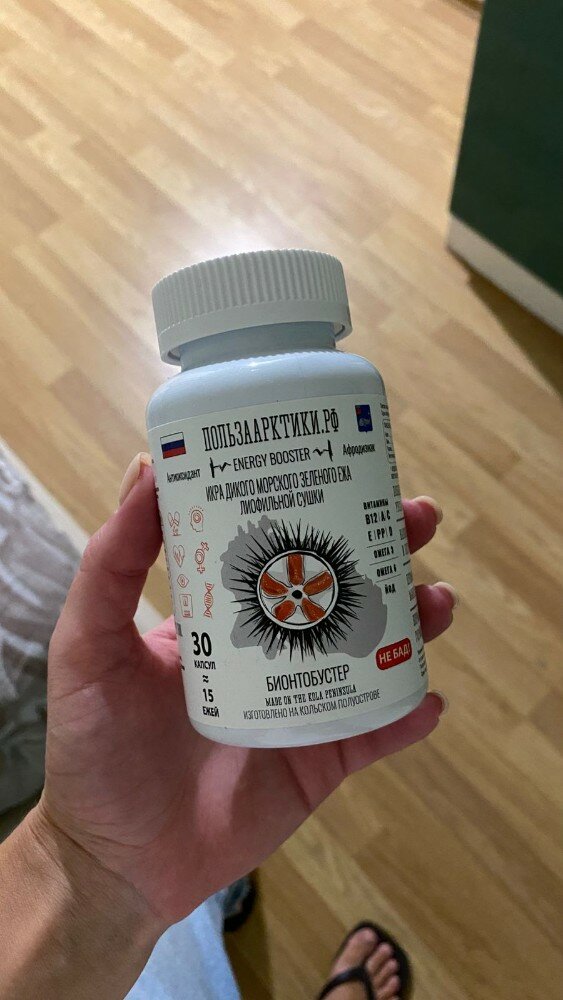 ПОЛЬЗААРКТИКИ.РФ
Антиоксидант
ENERGY BOOSTER
Афродизиак
ИКРА ДИКОГО МОРСКОГО ЗЕЛЕНОГО ЕЖА
ЛИОФИЛЬНОЙ СУШКИ
ВИТАМИНЫ
B12|A|C
E|PP|D
ОМЕГА 3
ОМЕГА 6
ЙОД
30
КАПСУЛ
≈
15
ЕЖЕЙ
НЕ БАД!
БИОНТОБУСТЕР
MADE ON THE KOLA PENINSULA
ИЗГОТОВЛЕНО НА КОЛЬСКОМ ПОЛУОСТРОВЕ